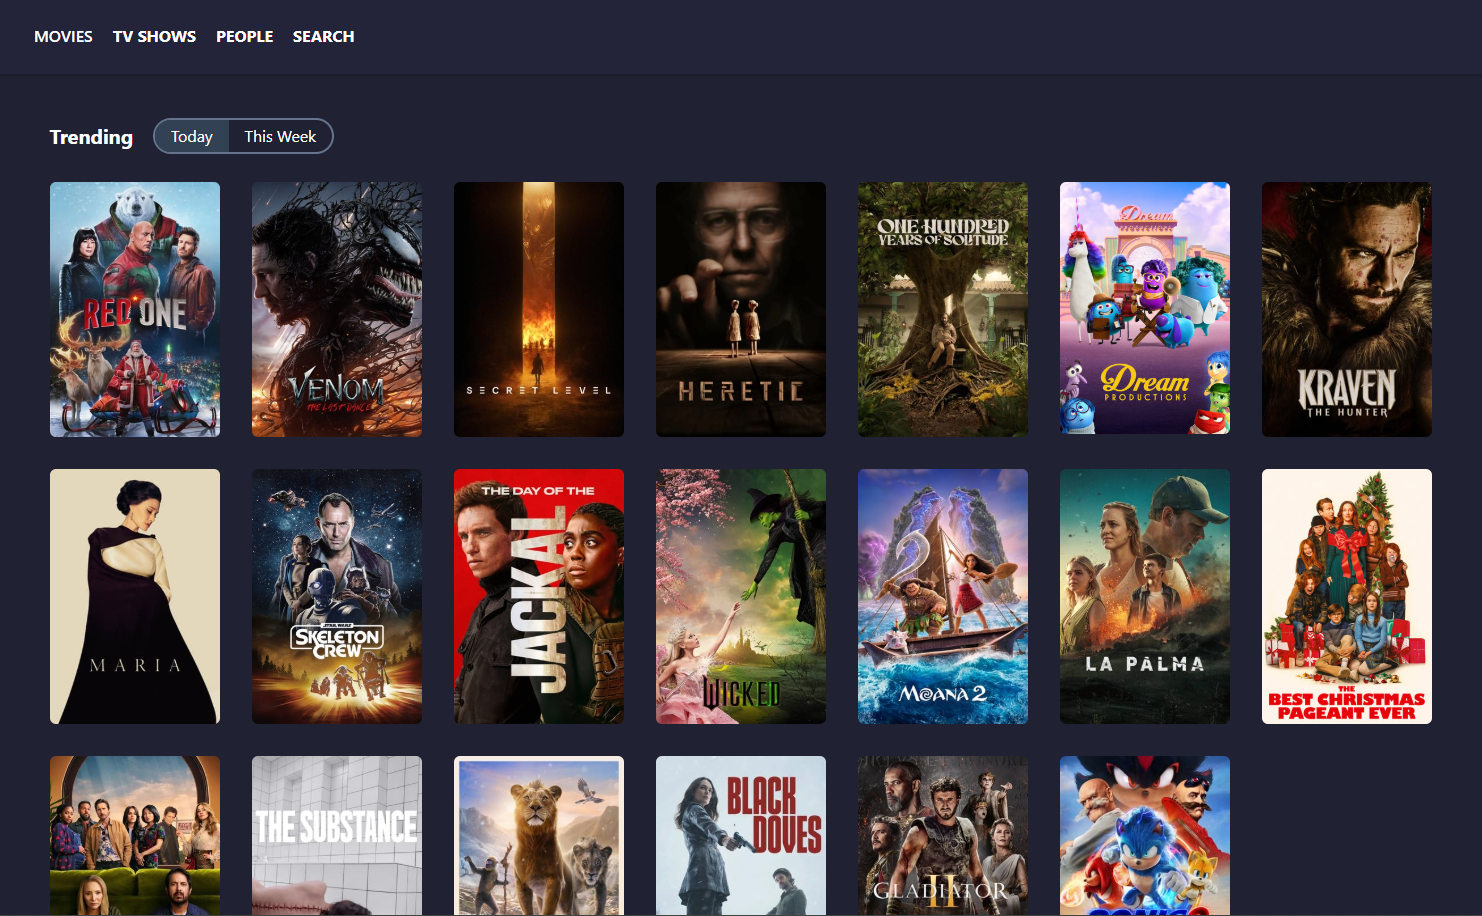 MOVIES TV SHOWS PEOPLE SEARCH
Trending Today This Week
RED ONE
VENOM
THE LAST DANCE
SECRET LEVEL
HERETIC
ONE HUNDRED
YEARS OF SOLITUDE
Dream
Dream
PRODUCTIONS
KRAVEN
THE HUNTER
MARIA
STAR WARS
SKELETON
CREW
THE DAY OF THE
JACKAL
WICKED
MOANA 2
LA PALMA
THE
BEST CHRISTMAS
PAGEANT EVER
THE SUBSTANCE
BLACK
DOVES
GLADIATOR
II